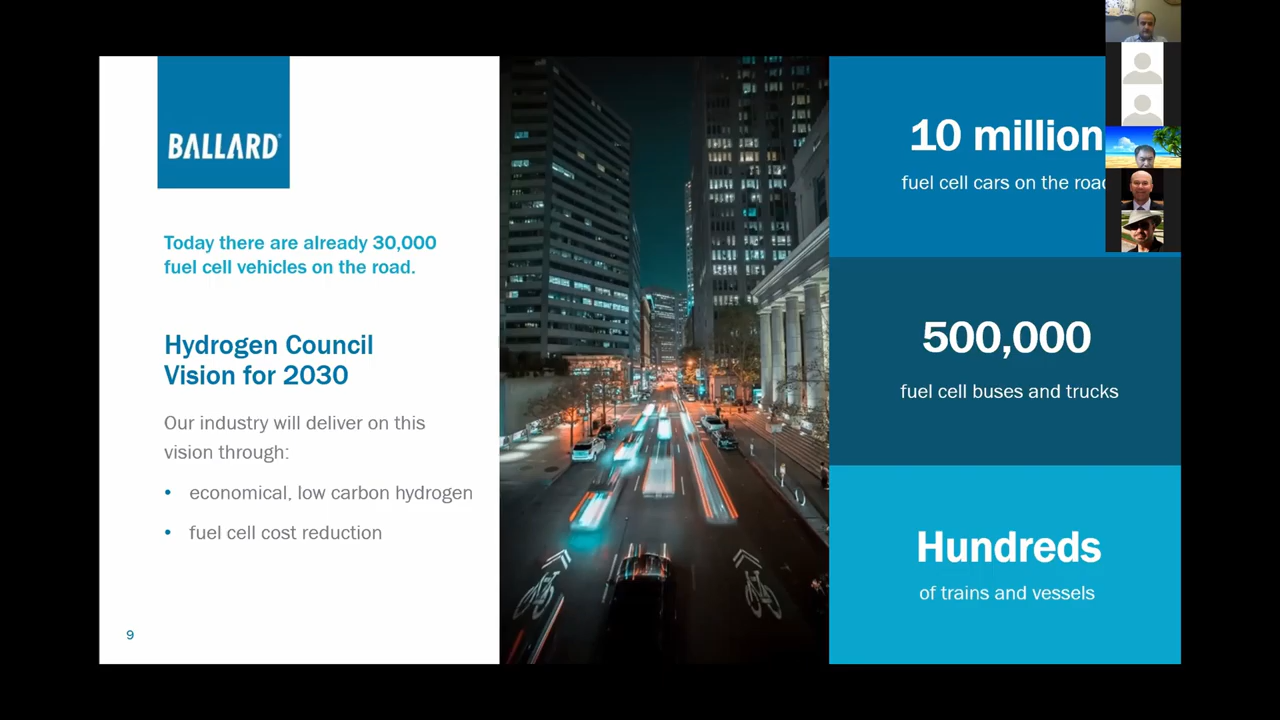 BALLARD®
Today there are already 30,000
fuel cell vehicles on the road.
Hydrogen Council
Vision for 2030
Our industry will deliver on this
vision through:
• economical, low carbon hydrogen
• fuel cell cost reduction
9
10 million
fuel cell cars on the road
500,000
fuel cell buses and trucks
Hundreds
of trains and vessels